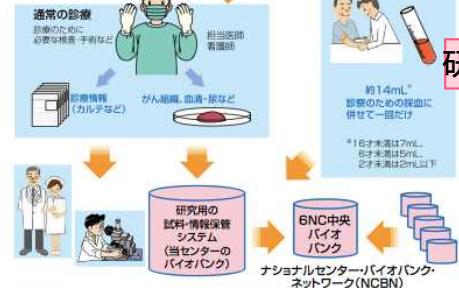 通常の診療
診療のために
必要な検査・手術など
担当医師
看護師
診療情報
(カルテなど)
がん組織、血清・尿など
研
約14mL*
診察のための採血に
併せて一回だけ
*16才未満は7mL、
6才未満は5mL、
2才未満は2mL以下
研究用の
試料・情報保管
システム
(当センターの
バイオバンク)
6NC中央
バイオ
バンク
ナショナルセンター・バイオバンク・
ネットワーク(NCBN)